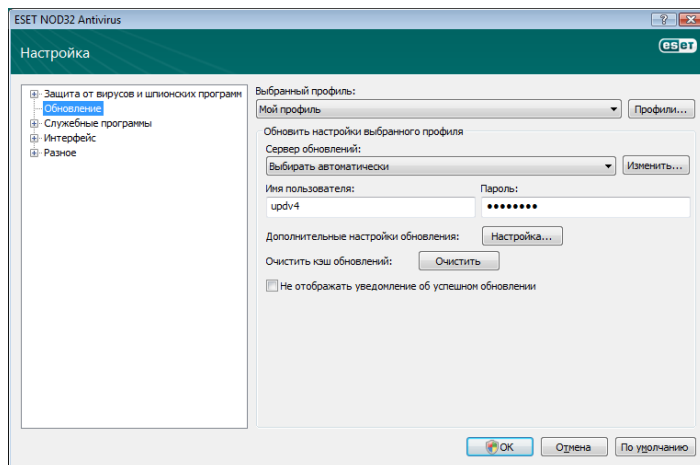 ESET NOD32 Antivirus
Настройка
eseT
Защита от вирусов и шпионских программ
Обновление
Служебные программы
Интерфейс
Разное
Выбранный профиль:
Мой профиль
Профили...
Обновить настройки выбранного профиля
Сервер обновлений:
Выбирать автоматически
Изменить...
Имя пользователя:
Пароль:
updv4
••••••••
Дополнительные настройки обновления:
Настройка...
Очистить кэш обновлений:
Очистить
Не отображать уведомление об успешном обновлении
OK
Отмена
По умолчанию